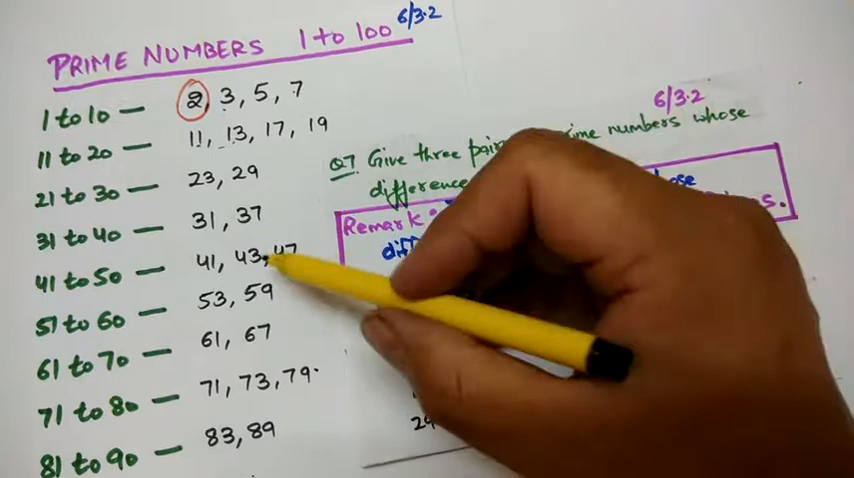 PRIME NUMBERS 1 to 100 6/3.2
1 to 10 — 2, 3, 5, 7
11 to 20 — 11, 13, 17, 19
21 to 30 — 23, 29
31 to 40 — 31, 37
41 to 50 — 41, 43, 47
51 to 60 — 53, 59
61 to 70 — 61, 67
71 to 80 — 71, 73, 79.
81 to 90 — 83, 89
6/3.2
Q7 Give three numbers whose
difference
Remark